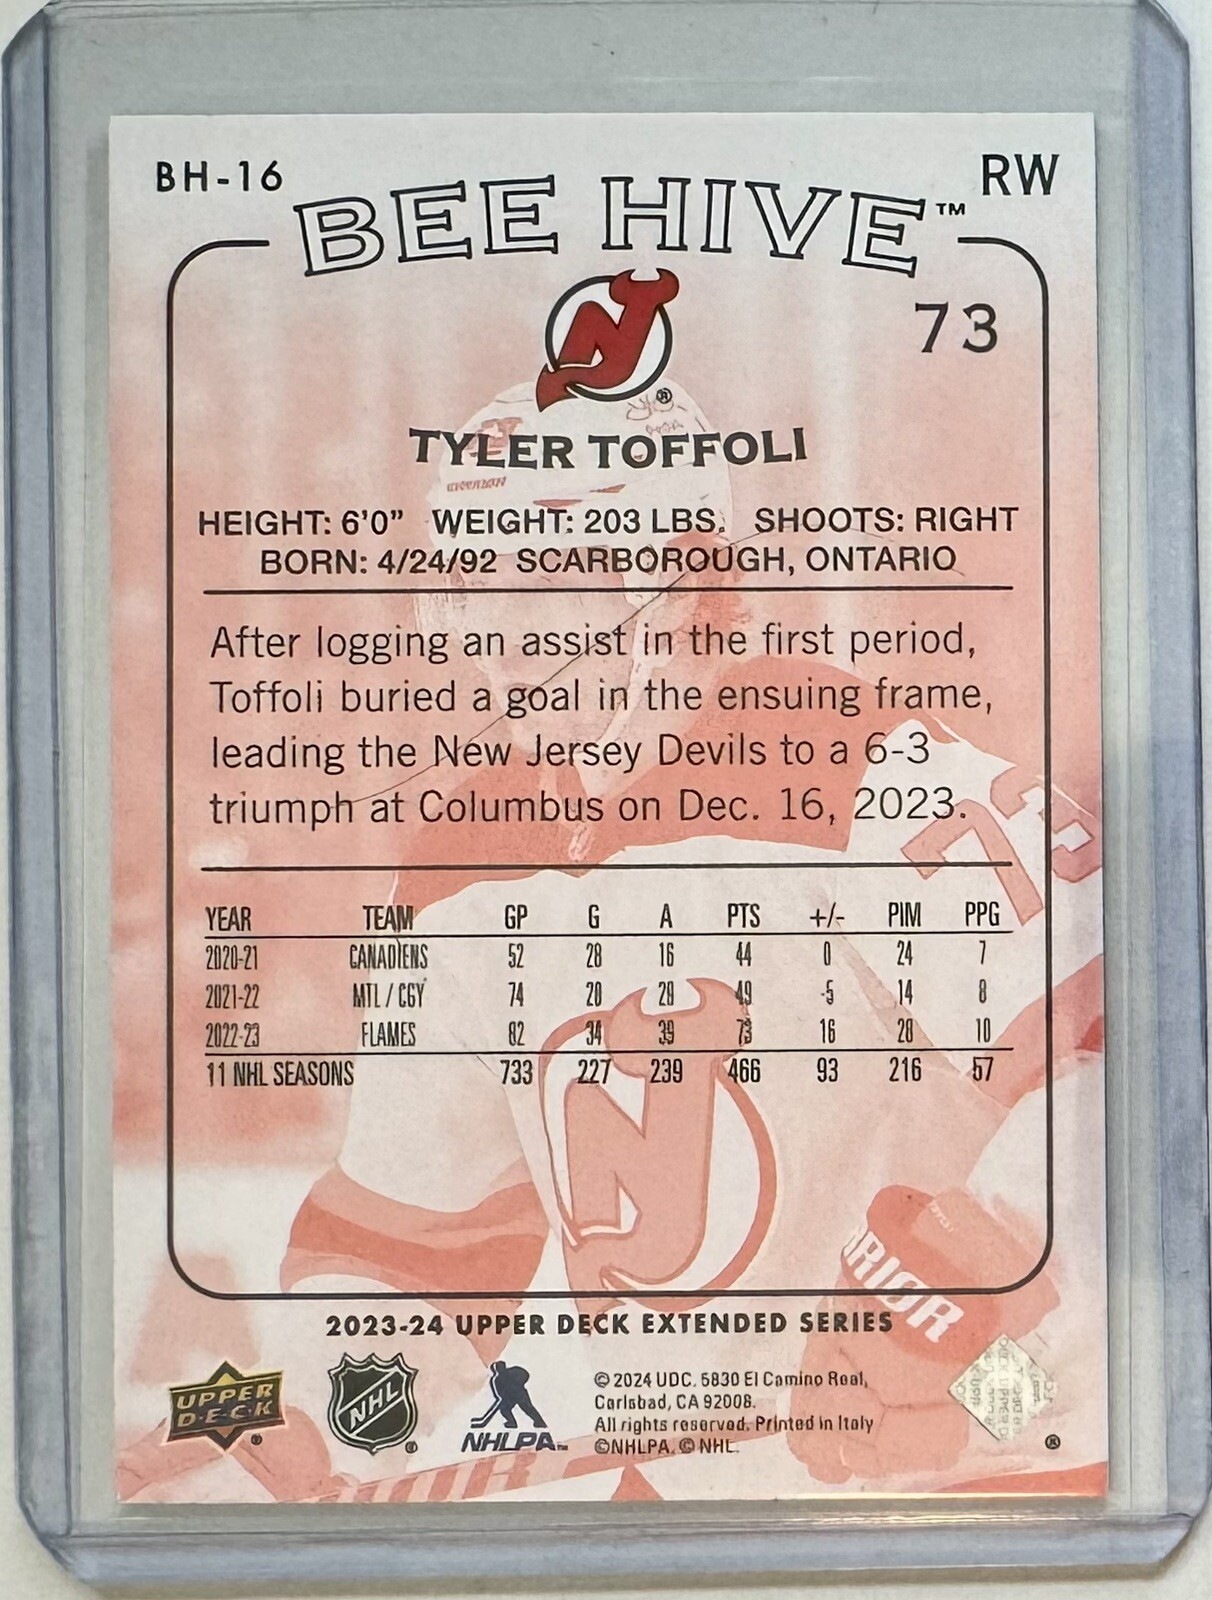 BH-16
RW
BEE HIVE™
73
TYLER TOFFOLI
HEIGHT: 6'0" WEIGHT: 203 LBS. SHOOTS: RIGHT
BORN: 4/24/92 SCARBOROUGH, ONTARIO
After logging an assist in the first period,
Toffoli buried a goal in the ensuing frame,
leading the New Jersey Devils to a 6-3
triumph at Columbus on Dec. 16, 2023.
YEAR TEAM GP G A PTS +/- PIM PPG
2020-21 CANADIENS 52 28 16 44 0 24 7
2021-22 MTL / CGY 74 20 29 49 -5 14 8
2022-23 FLAMES 82 34 39 73 16 28 10
11 NHL SEASONS 733 227 239 466 93 216 57
RIOR
2023-24 UPPER DECK EXTENDED SERIES
UPPER
DECK
®
NHL
®
NHLPA™
© 2024 UDC. 5830 El Camino Real,
Carlsbad, CA 92008.
All rights reserved. Printed in Italy
©NHLPA. © NHL.
®